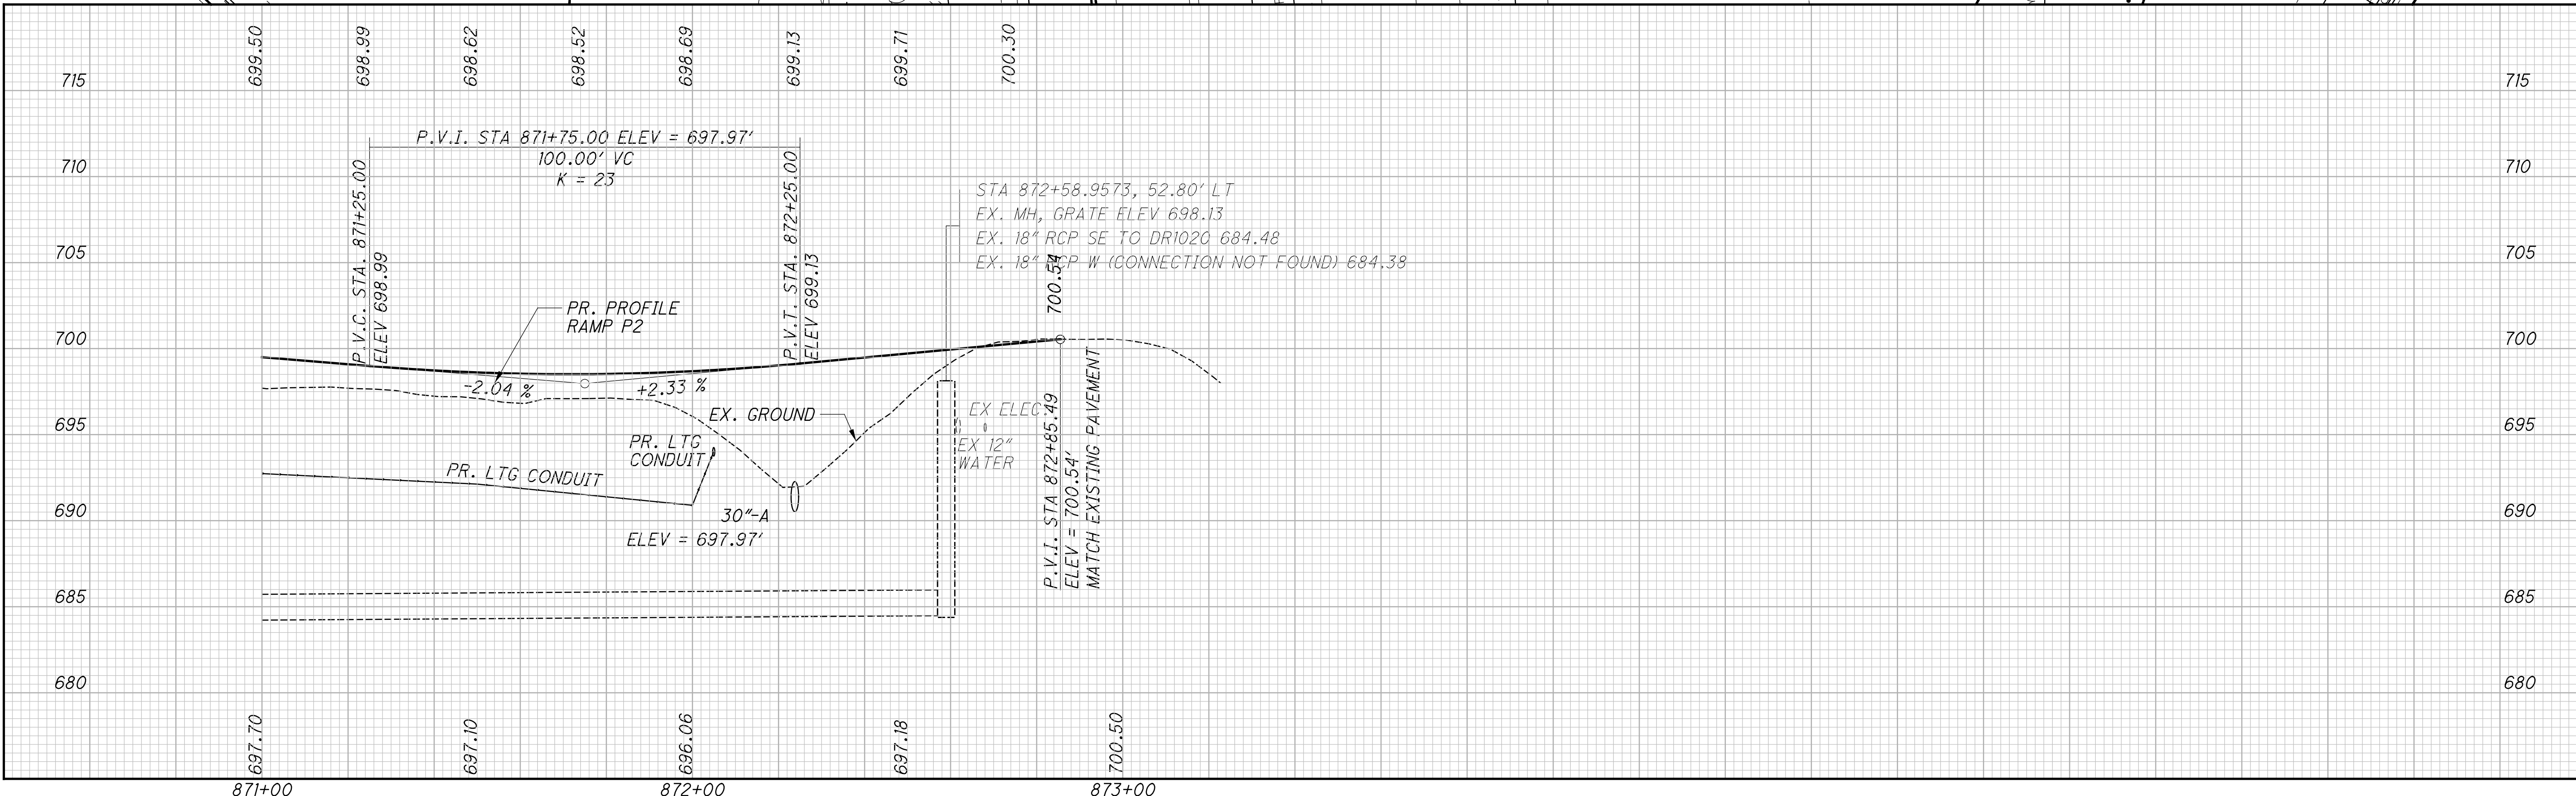 699.50
698.99
698.62
698.52
698.69
699.13
699.71
700.30
715
715
P.V.I. STA 871+75.00 ELEV = 697.97'
100.00' VC
K = 23
710
710
P.V.C. STA. 871+25.00
ELEV 698.99
P.V.T. STA. 872+25.00
ELEV 699.13
STA 872+58.9573, 52.80' LT
EX. MH, GRATE ELEV 698.13
EX. 18" RCP SE TO DR1020 684.48
EX. 18" RCP W (CONNECTION NOT FOUND) 684.38
705
705
700.54
PR. PROFILE
RAMP P2
700
700
-2.04 %
+2.33 %
EX. GROUND
EX ELEC
EX 12"
WATER
695
695
PR. LTG
CONDUIT
PR. LTG CONDUIT
P.V.I. STA 872+85.49
ELEV = 700.54'
MATCH EXISTING PAVEMENT
690
690
30"-A
ELEV = 697.97'
685
685
680
680
697.70
697.10
696.06
697.18
700.50
871+00
872+00
873+00